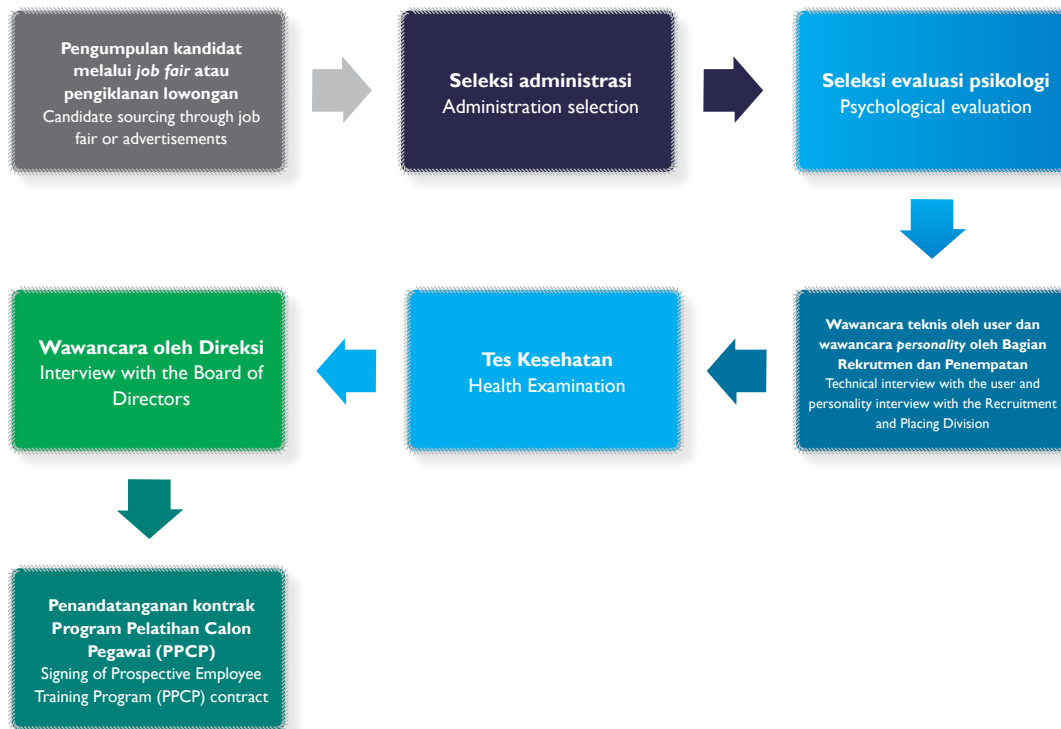 Pengumpulan kandidat
melalui job fair atau
pengiklanan lowongan
Candidate sourcing through job
fair or advertisements
Seleksi administrasi
Administration selection
Seleksi evaluasi psikologi
Psychological evaluation
Wawancara teknis oleh user dan
wawancara personality oleh Bagian
Rekrutmen dan Penempatan
Technical interview with the user and
personality interview with the Recruitment
and Placing Division
Tes Kesehatan
Health Examination
Wawancara oleh Direksi
Interview with the Board of
Directors
Penandatanganan kontrak
Program Pelatihan Calon
Pegawai (PPCP)
Signing of Prospective Employee
Training Program (PPCP) contract